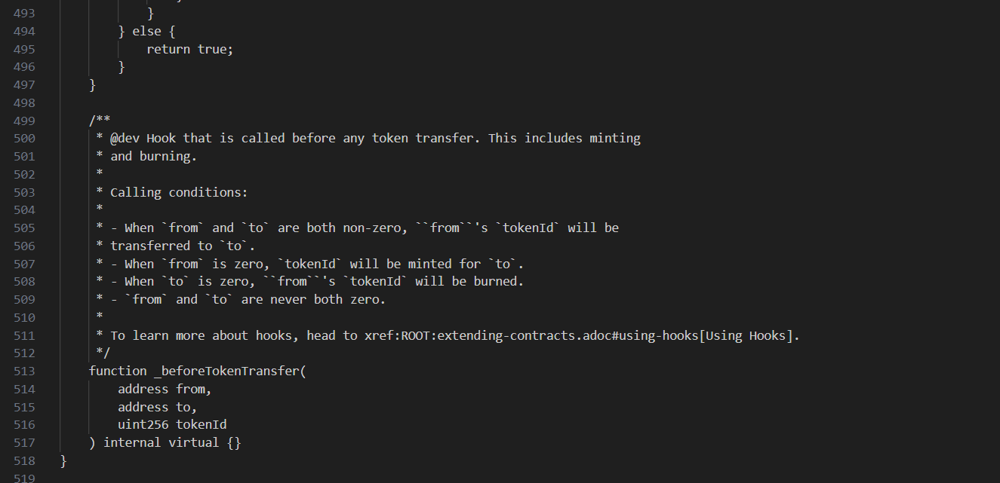 493 }
494 } else {
495 return true;
496 }
497 }
498
499 /**
500 * @dev Hook that is called before any token transfer. This includes minting
501 * and burning.
502 *
503 * Calling conditions:
504 *
505 * - When `from` and `to` are both non-zero, ``from``'s `tokenId` will be
506 * transferred to `to`.
507 * - When `from` is zero, `tokenId` will be minted for `to`.
508 * - When `to` is zero, ``from``'s `tokenId` will be burned.
509 * - `from` and `to` are never both zero.
510 *
511 * To learn more about hooks, head to xref:ROOT:extending-contracts.adoc#using-hooks[Using Hooks].
512 */
513 function _beforeTokenTransfer(
514 address from,
515 address to,
516 uint256 tokenId
517 ) internal virtual {}
518 }
519